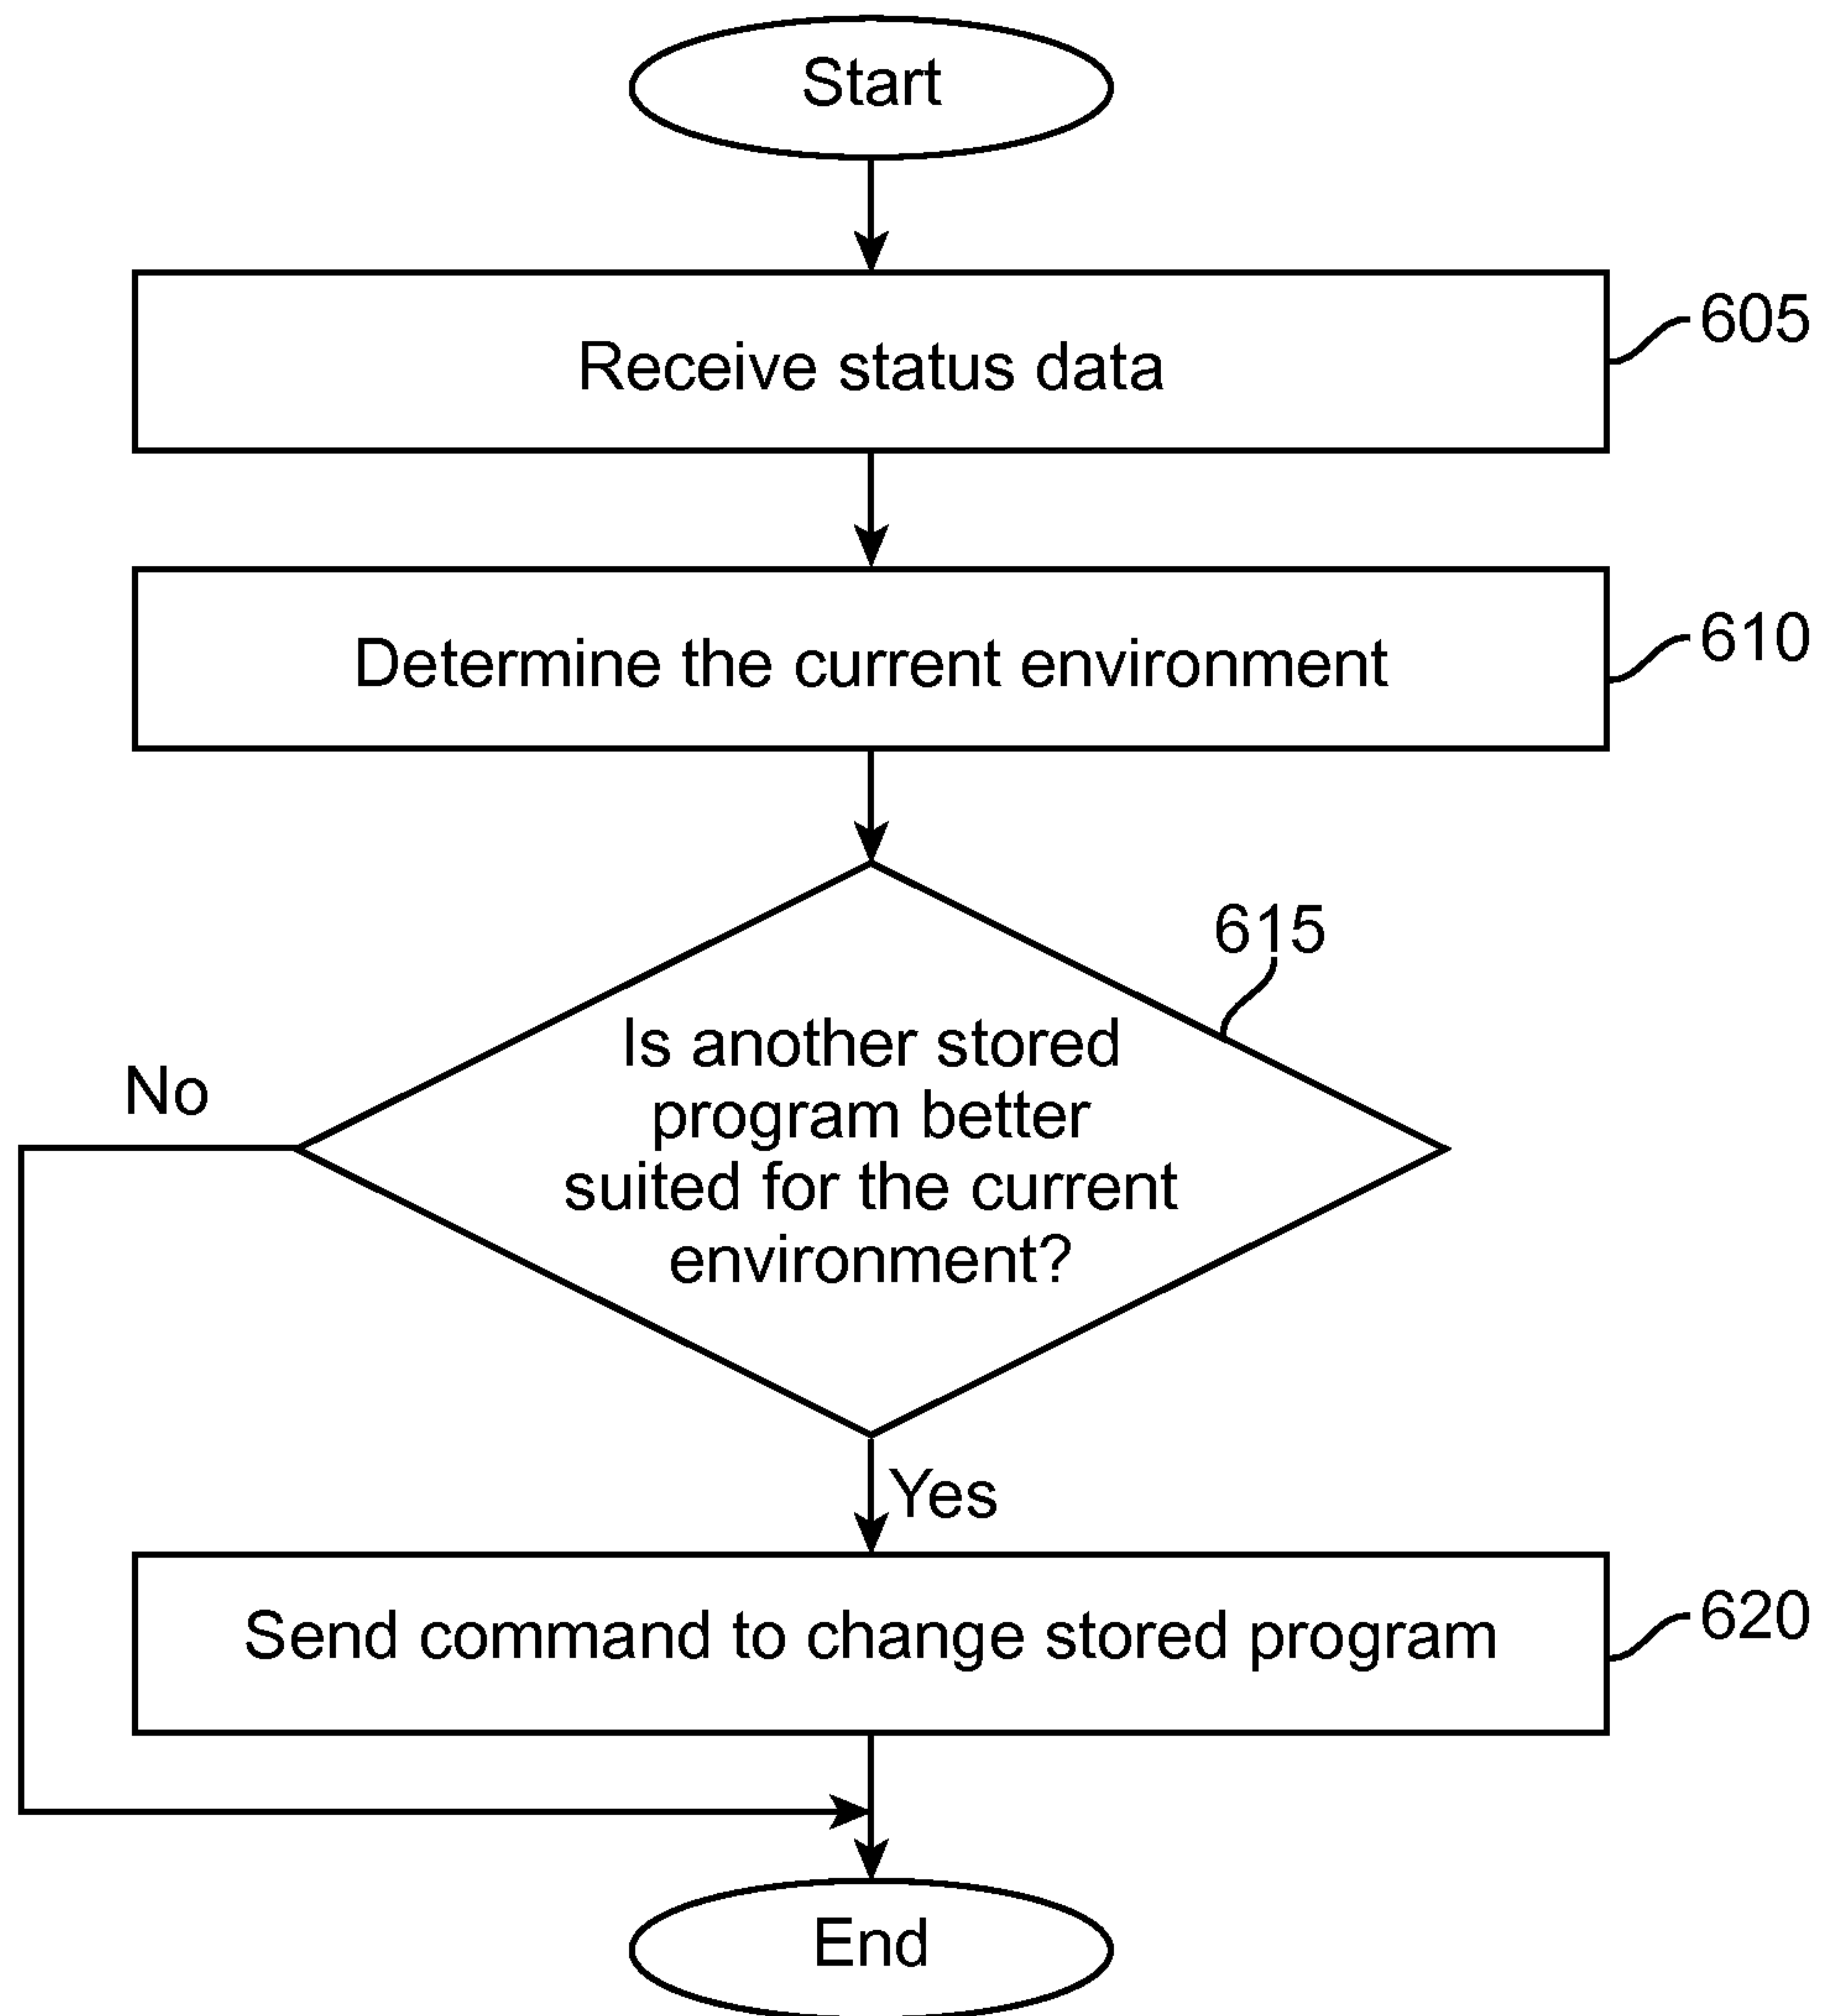 Start
Receive status data
605
Determine the current environment
610
615
Is another stored
program better
suited for the current
environment?
No
Yes
Send command to change stored program
620
End